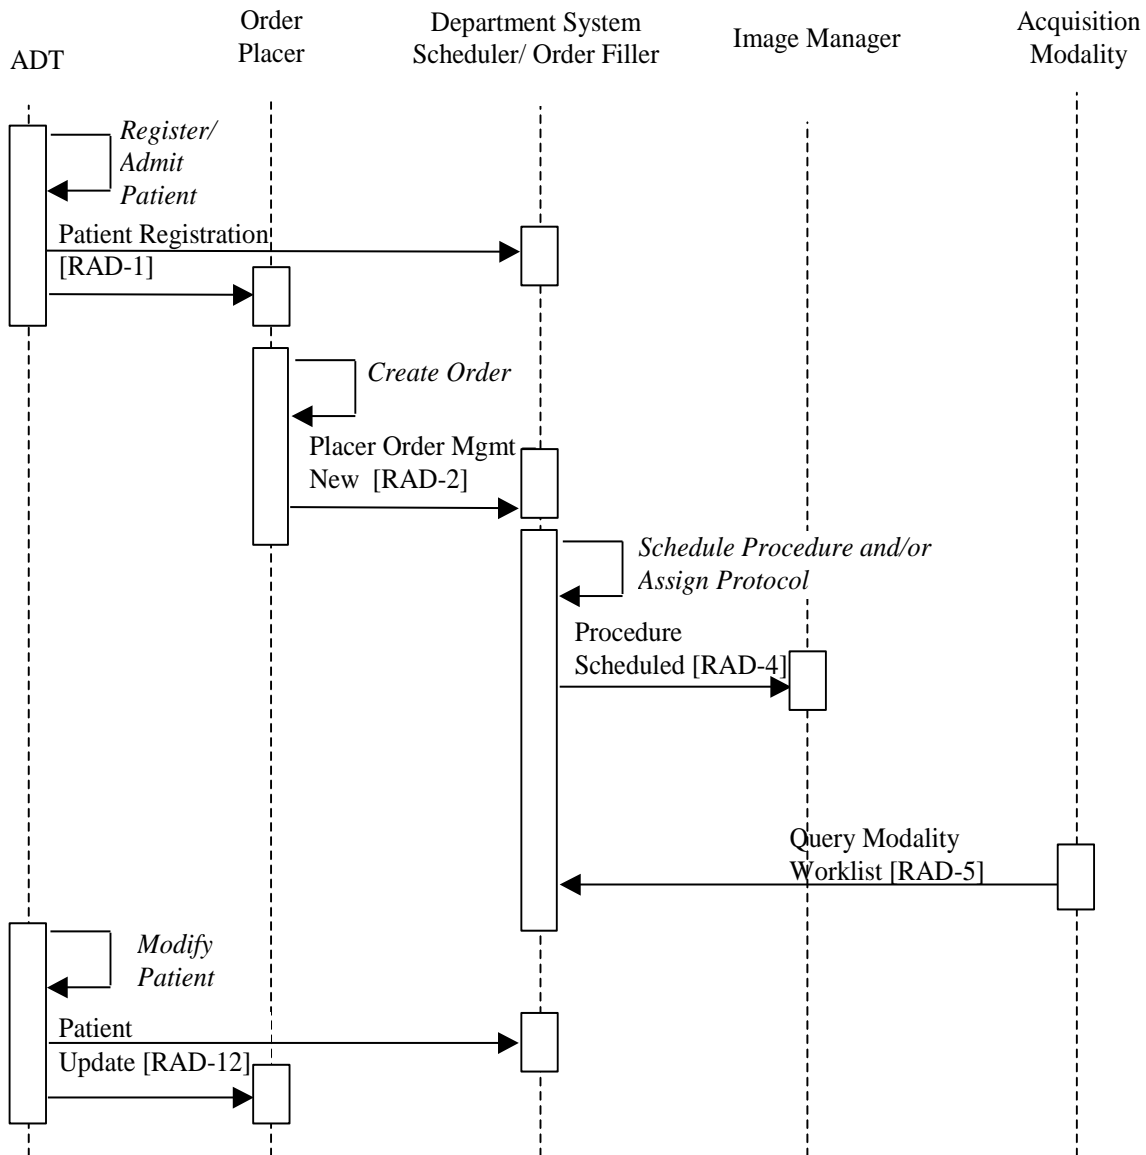 ADT
Order
Placer
Department System
Scheduler/ Order Filler
Image Manager
Acquisition
Modality
Register/
Admit
Patient
Patient Registration
[RAD-1]
Create Order
Placer Order Mgmt
New [RAD-2]
Schedule Procedure and/or
Assign Protocol
Procedure
Scheduled [RAD-4]
Query Modality
Worklist [RAD-5]
Modify
Patient
Patient
Update [RAD-12]